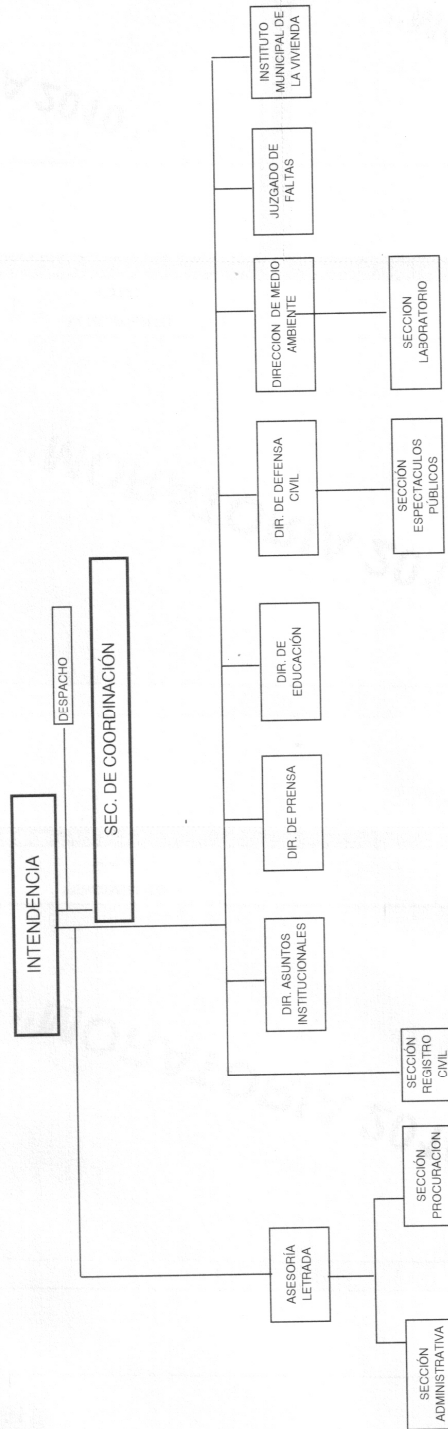 INTENDENCIA
DESPACHO
SEC. DE COORDINACIÓN
ASESORÍA
LETRADA
DIR. ASUNTOS
INSTITUCIONALES
DIR. DE PRENSA
DIR. DE
EDUCACIÓN
DIR. DE DEFENSA
CIVIL
DIRECCION DE MEDIO
AMBIENTE
JUZGADO DE
FALTAS
INSTITUTO
MUNICIPAL DE
LA VIVIENDA
SECCIÓN
ADMINISTRATIVA
SECCIÓN
PROCURACION
SECCIÓN
REGISTRO
CIVIL
SECCIÓN
ESPECTACULOS
PÚBLICOS
SECCION
LABORATORIO